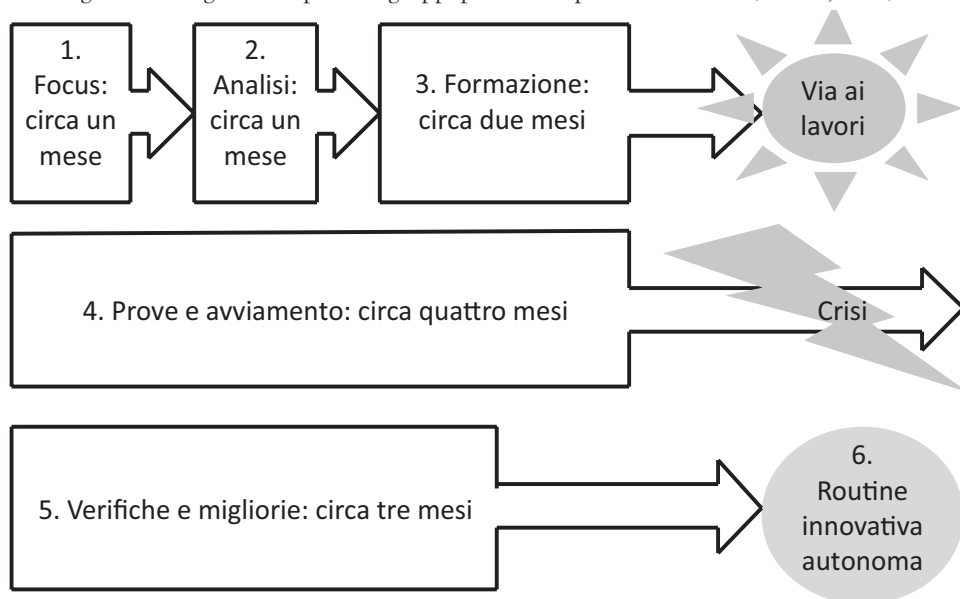 1.
Focus:
circa un
mese
2.
Analisi:
circa un
mese
3. Formazione:
circa due mesi
Via ai
lavori
4. Prove e avviamento: circa quattro mesi
Crisi
5. Verifiche e migliorie: circa tre mesi
6.
Routine
innovativa
autonoma